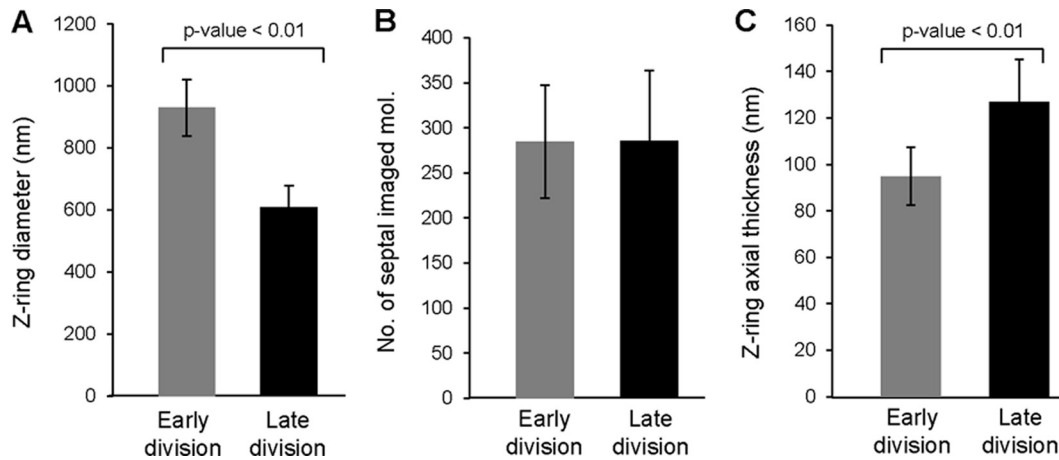 A
Z-ring diameter (nm)
1200
1000
800
600
400
200
0
p-value < 0.01
Early
division
Late
division
B
No. of septal imaged mol.
400
350
300
250
200
150
100
50
0
Early
division
Late
division
C
Z-ring axial thickness (nm)
160
140
120
100
80
60
40
20
0
p-value < 0.01
Early
division
Late
division